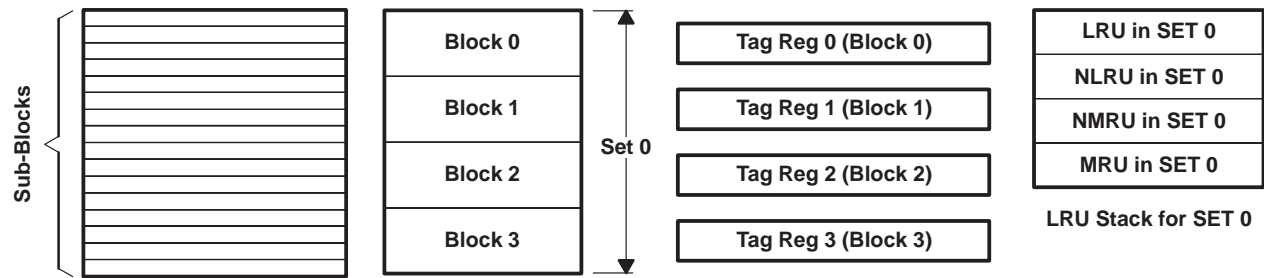 Sub-Blocks
Block 0
Block 1
Block 2
Block 3
Set 0
Tag Reg 0 (Block 0)
Tag Reg 1 (Block 1)
Tag Reg 2 (Block 2)
Tag Reg 3 (Block 3)
LRU in SET 0
NLRU in SET 0
NMRU in SET 0
MRU in SET 0
LRU Stack for SET 0